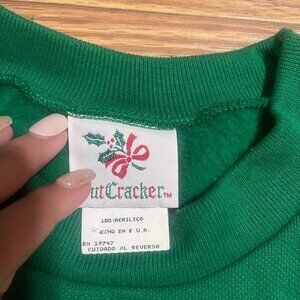 utCracker™
100% ACRILICO
HECHO EN E.U.A.
RN 19747
CUIDADO AL REVERSO